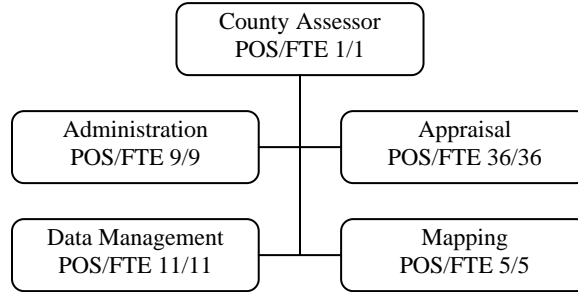 County Assessor
POS/FTE 1/1
Administration
POS/FTE 9/9
Appraisal
POS/FTE 36/36
Data Management
POS/FTE 11/11
Mapping
POS/FTE 5/5